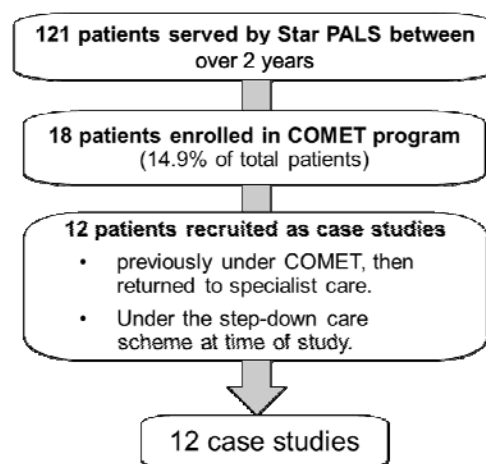 121 patients served by Star PALS between
over 2 years
18 patients enrolled in COMET program
(14.9% of total patients)
12 patients recruited as case studies
• previously under COMET, then
returned to specialist care.
• Under the step-down care
scheme at time of study.
12 case studies